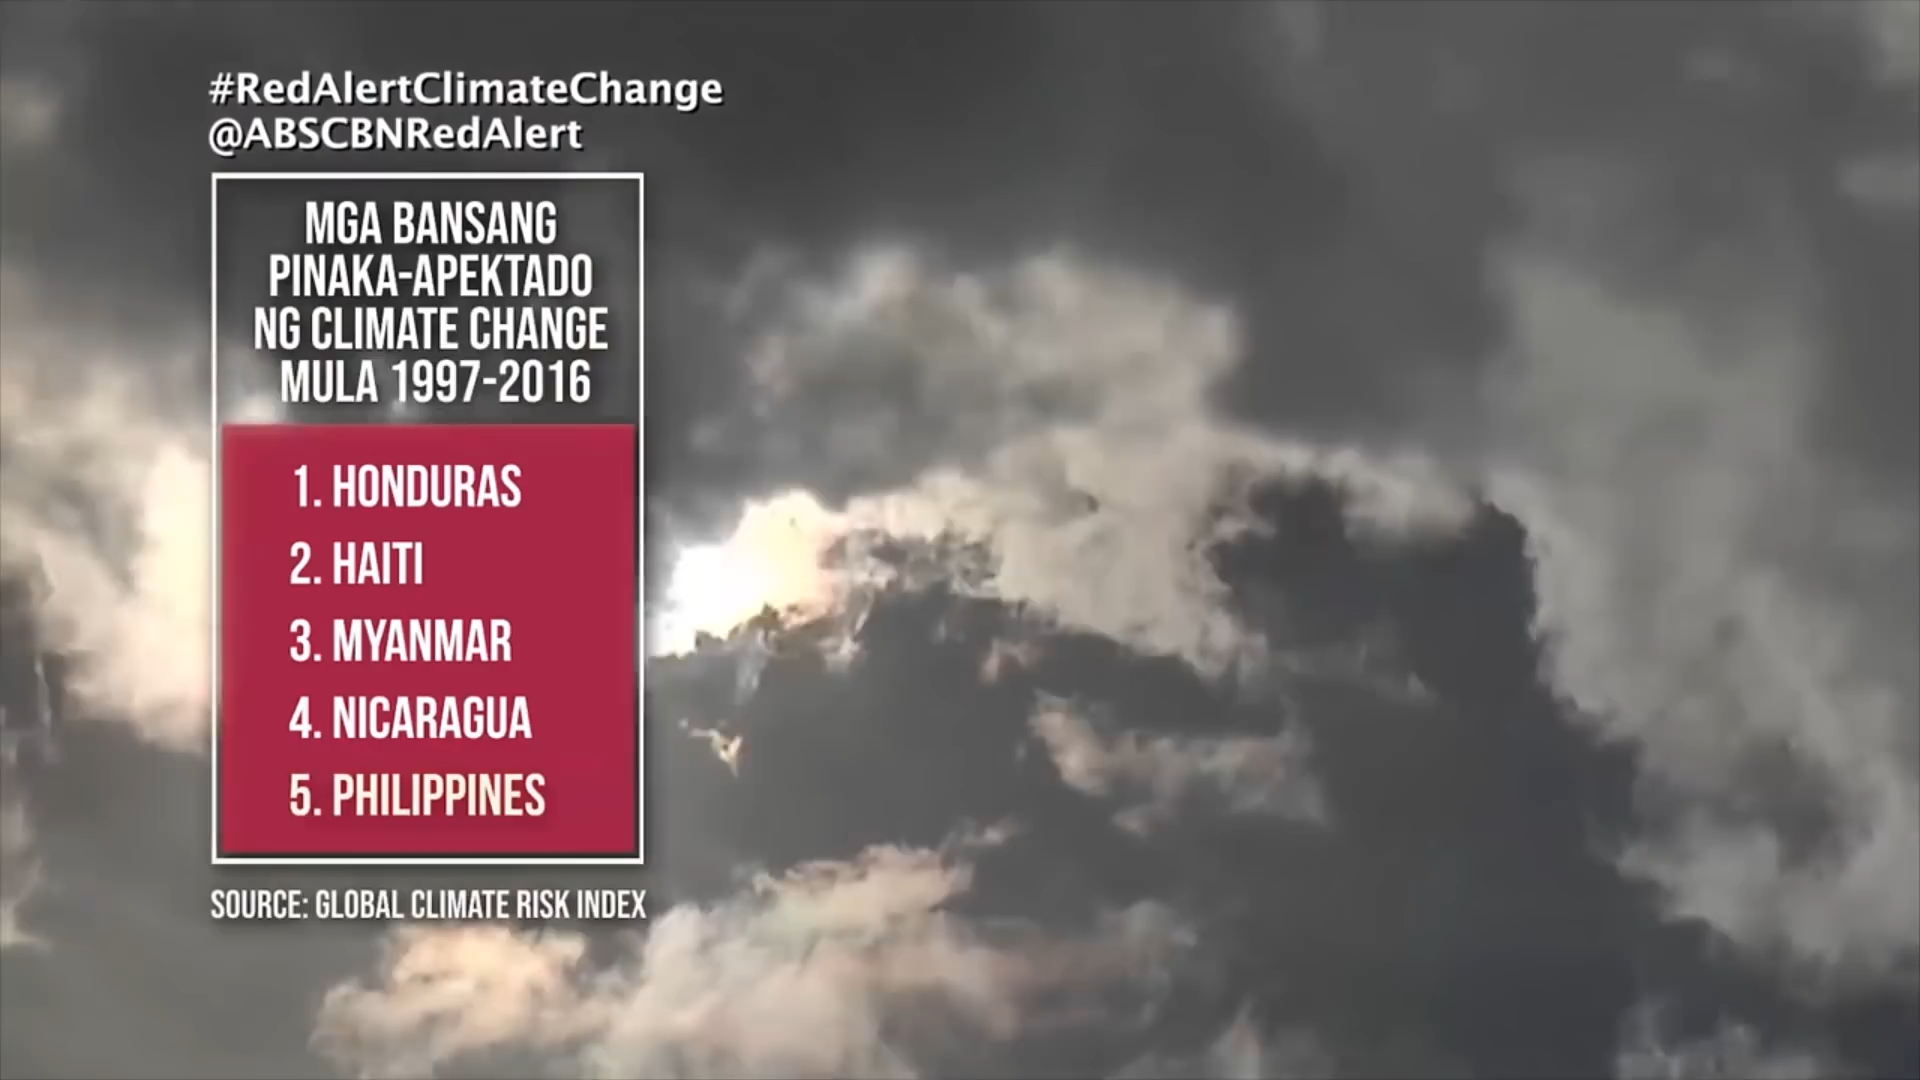 #RedAlertClimateChange
@ABSCBNRedAlert
MGA BANSANG
PINAKA-APEKTADO
NG CLIMATE CHANGE
MULA 1997-2016
1. HONDURAS
2. HAITI
3. MYANMAR
4. NICARAGUA
5. PHILIPPINES
SOURCE: GLOBAL CLIMATE RISK INDEX